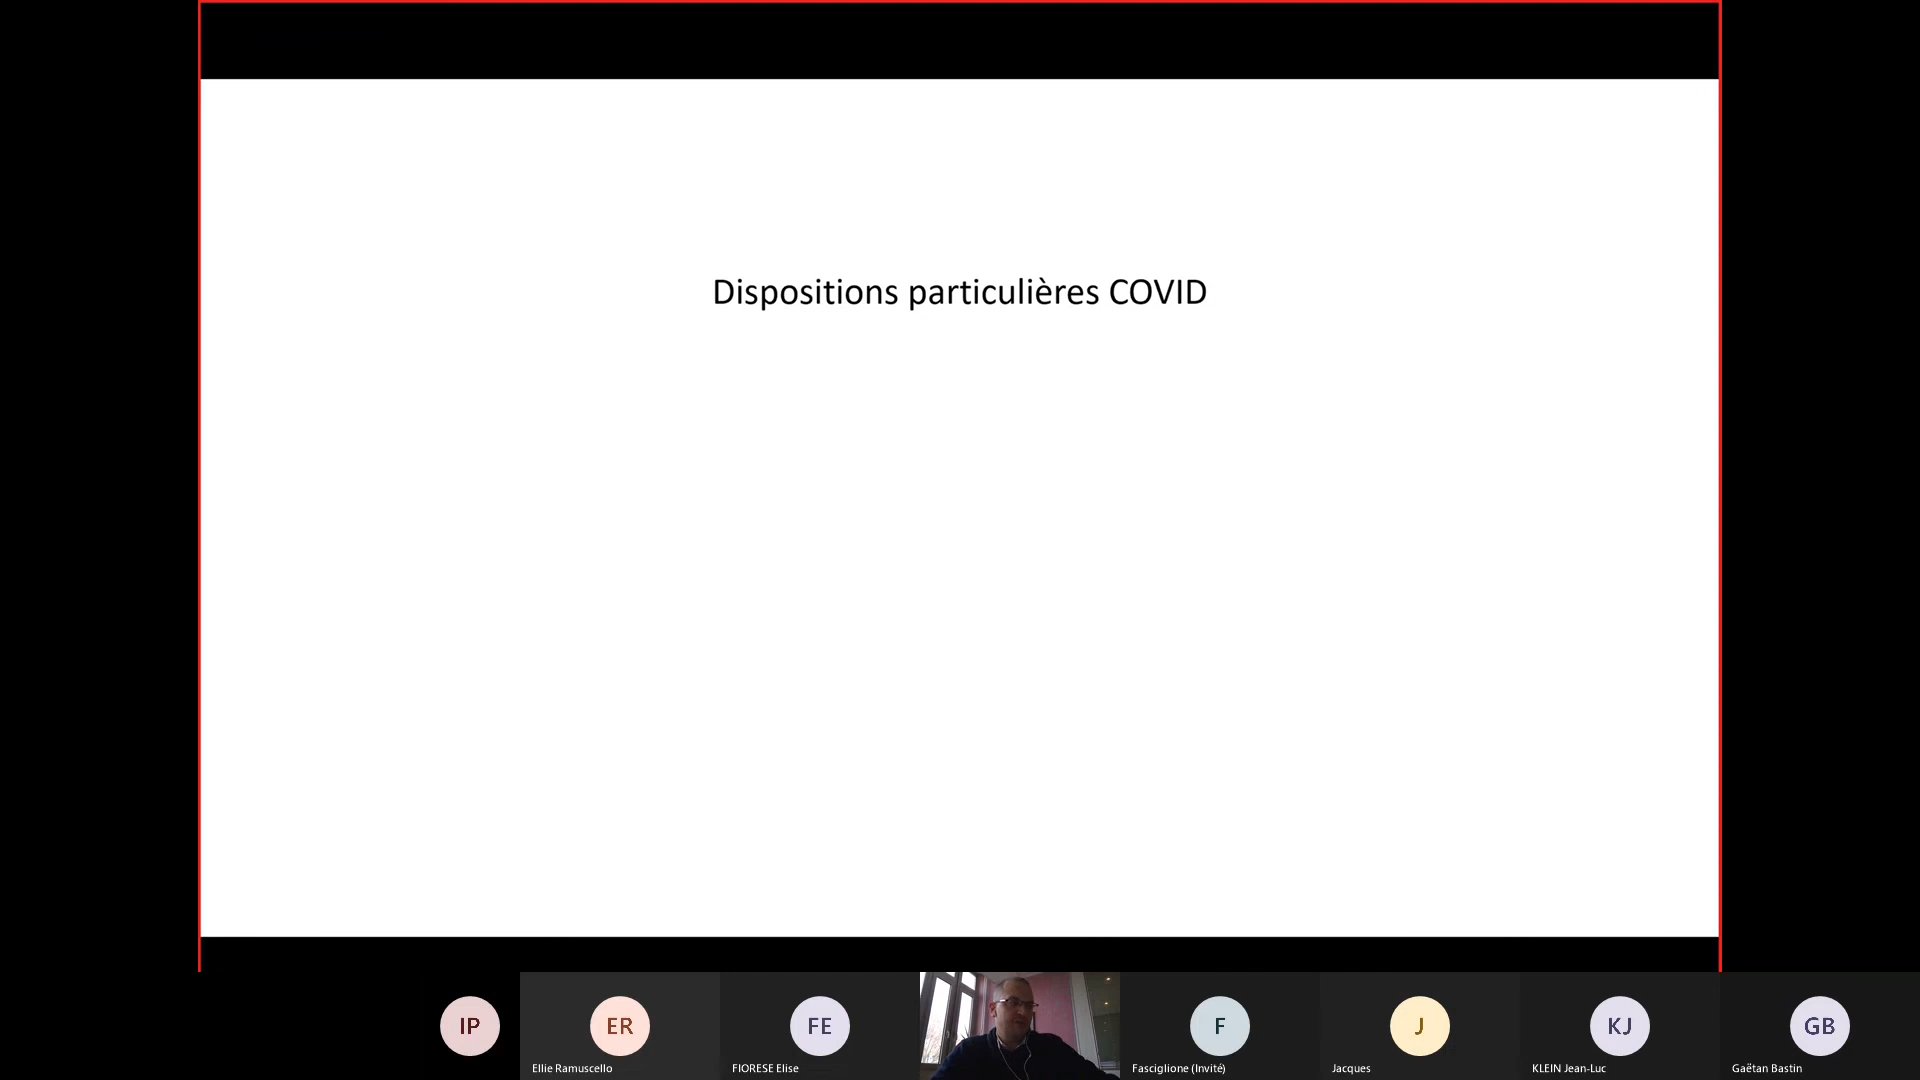 Dispositions particulières COVID
IP
ER
FE
F
J
KJ
GB
Ellie Ramuscello
FIORESE Elise
Fasciglione (Invité)
Jacques
KLEIN Jean-Luc
Gaëtan Bastin